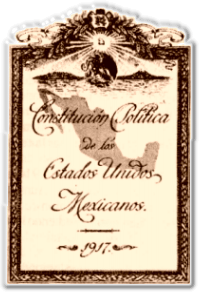 Constitución Política
de los
Estados Unidos
Mexicanos.
1917.